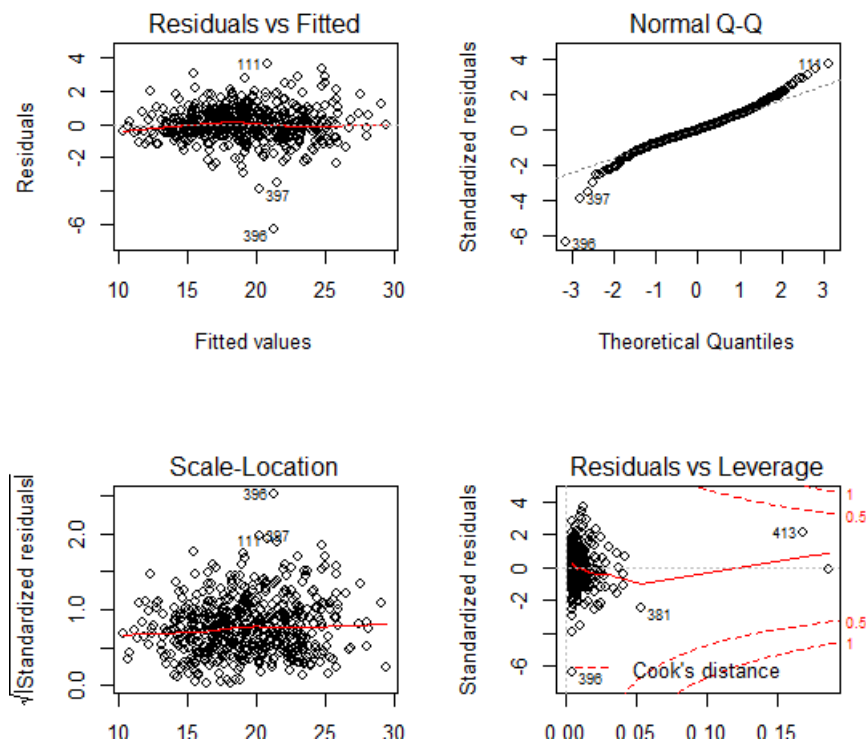 Residuals vs Fitted
Residuals
4
2
0
-2
-6
111
397
396
10 15 20 25 30
Fitted values
Normal Q-Q
Standardized residuals
4
2
0
-2
-4
-6
111
397
396
-3 -2 -1 0 1 2 3
Theoretical Quantiles
Scale-Location
√|Standardized residuals|
2.0
1.0
0.0
396
397
111
10 15 20 25 30
Residuals vs Leverage
Standardized residuals
4
2
0
-2
-6
1
0.5
413
381
0.5
1
Cook's distance
396
0.00 0.05 0.10 0.15